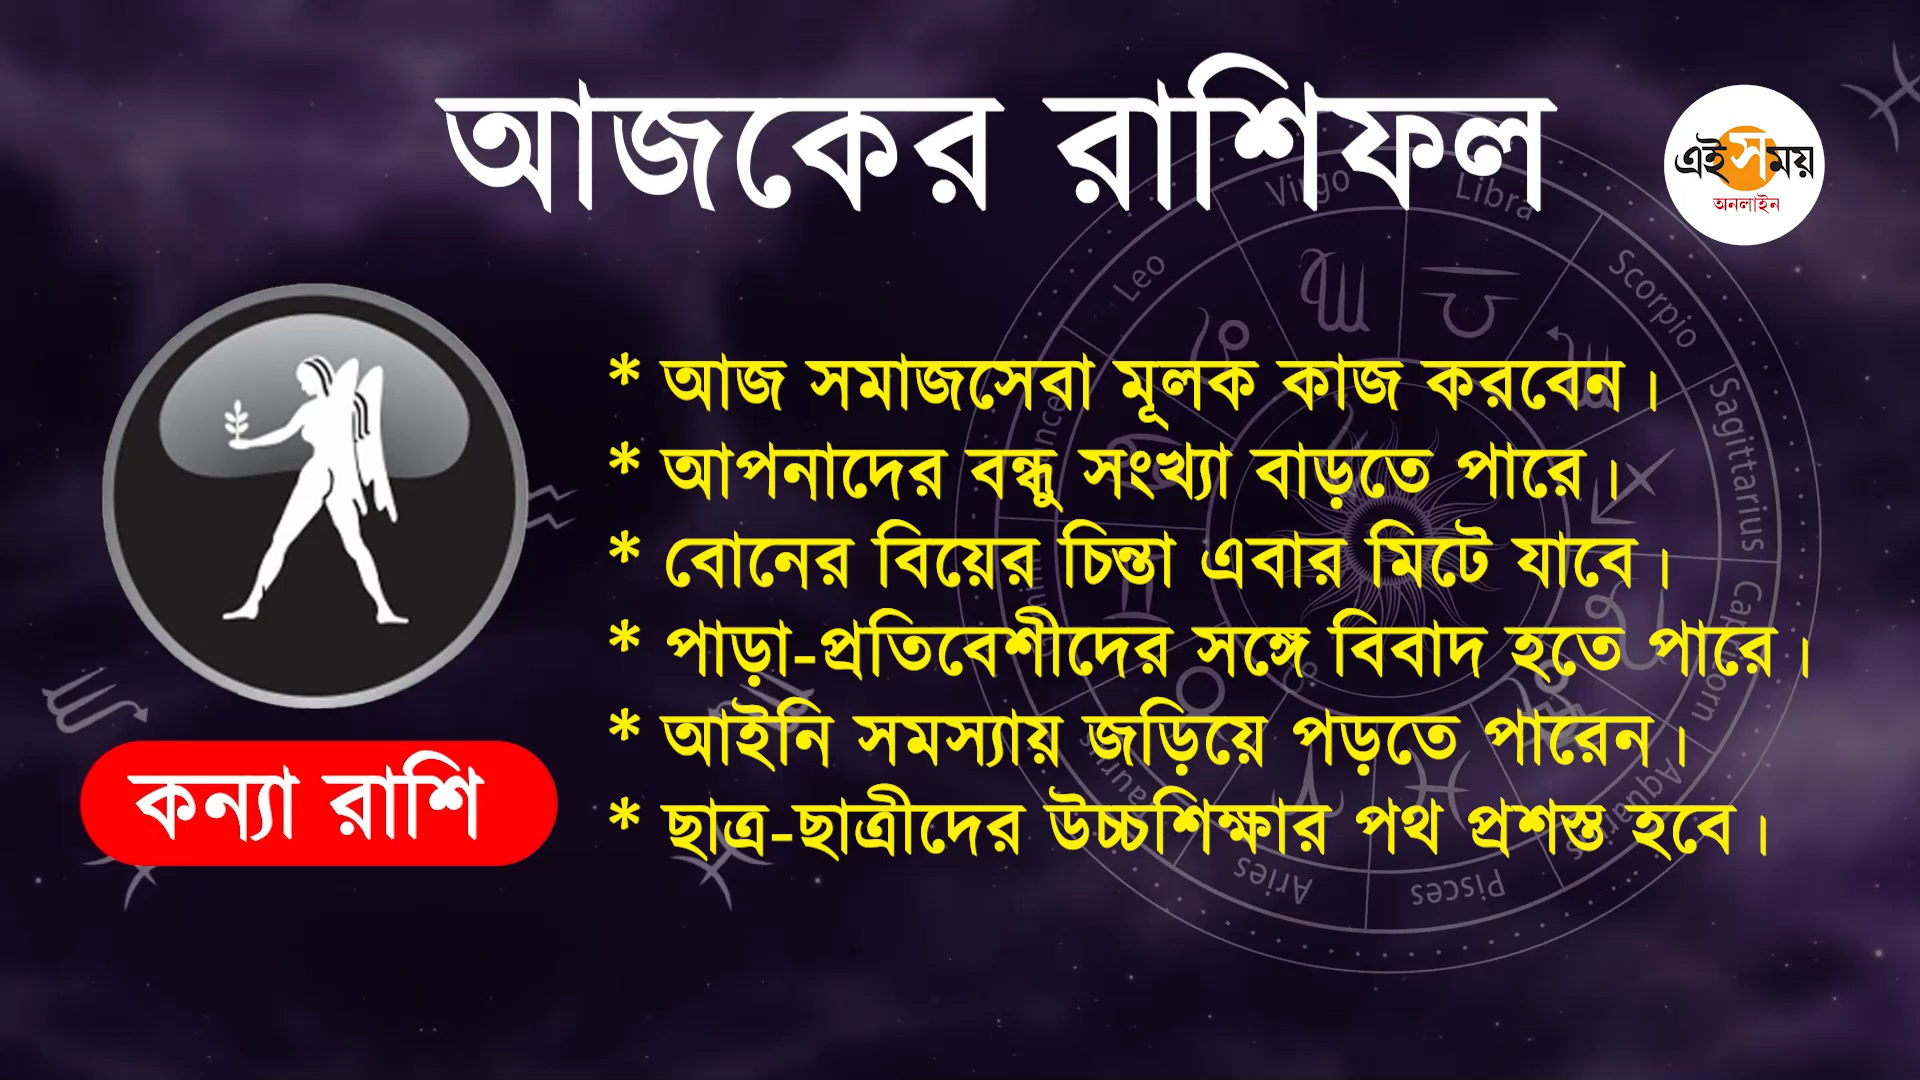 আজকের রাশিফল
এই সময়
অনলাইন
* আজ সমাজসেবা মূলক কাজ করবেন।
* আপনাদের বন্ধু সংখ্যা বাড়তে পারে।
* বোনের বিয়ের চিন্তা এবার মিটে যাবে।
* পাড়া-প্রতিবেশীদের সঙ্গে বিবাদ হতে পারে।
* আইনি সমস্যায় জড়িয়ে পড়তে পারেন।
* ছাত্র-ছাত্রীদের উচ্চশিক্ষার পথ প্রশস্ত হবে।
কন্যা রাশি
Leo
Virgo
Libra
Scorpio
Sagittarius
Aquarius
Pisces
Aries